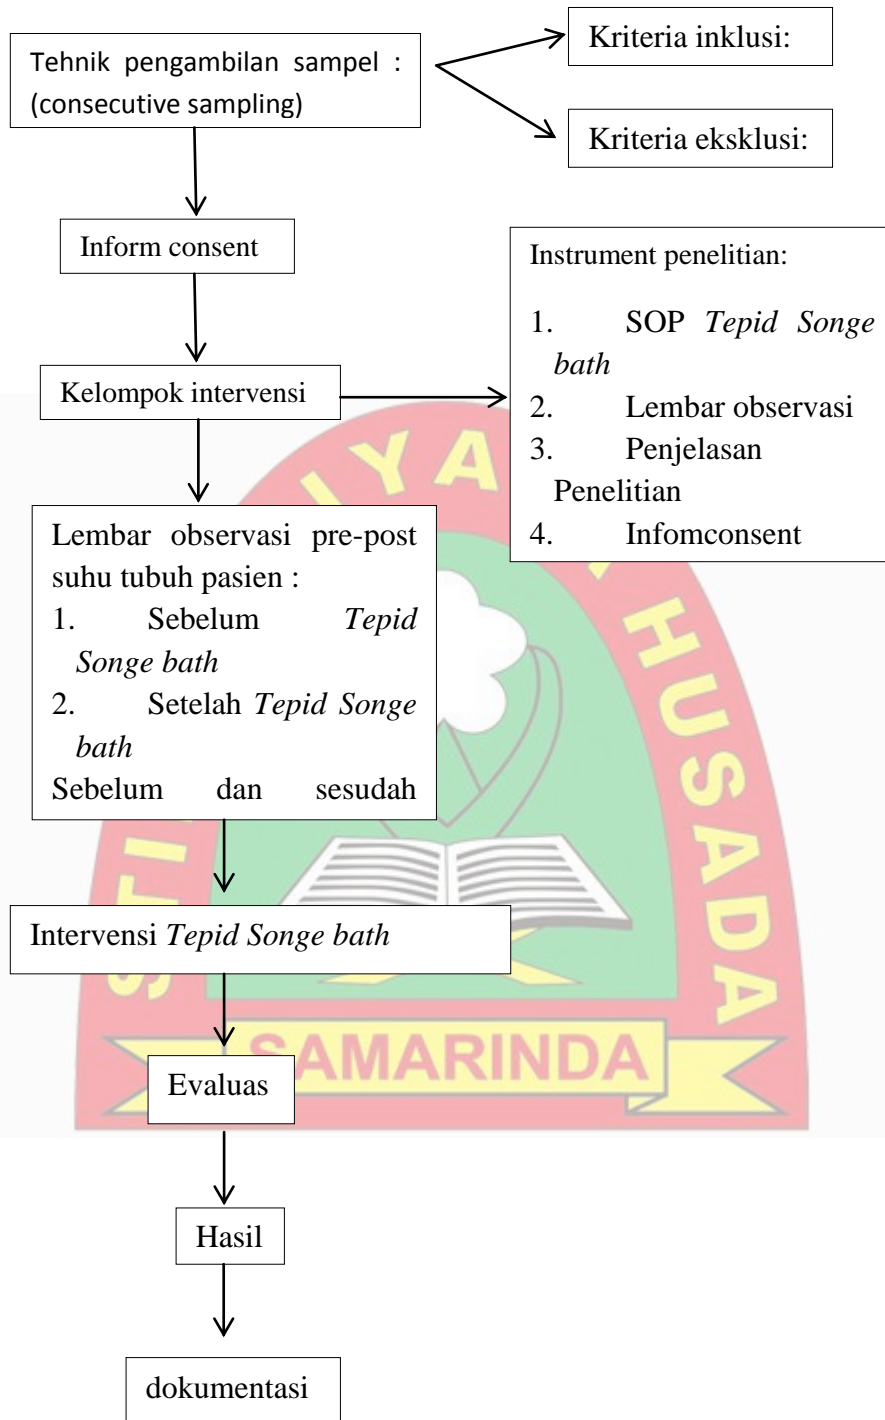 Tehnik pengambilan sampel :
(consecutive sampling)
Kriteria inklusi:
Kriteria eksklusi:
Inform consent
Instrument penelitian:
1. SOP Tepid Songe
bath
2. Lembar observasi
3. Penjelasan
Penelitian
4. Infomconsent
Kelompok intervensi
Lembar observasi pre-post
suhu tubuh pasien :
1. Sebelum Tepid
Songe bath
2. Setelah Tepid Songe
bath
Sebelum dan sesudah
Intervensi Tepid Songe bath
Evaluas
Hasil
dokumentasi
HUSADA
SAMARINDA